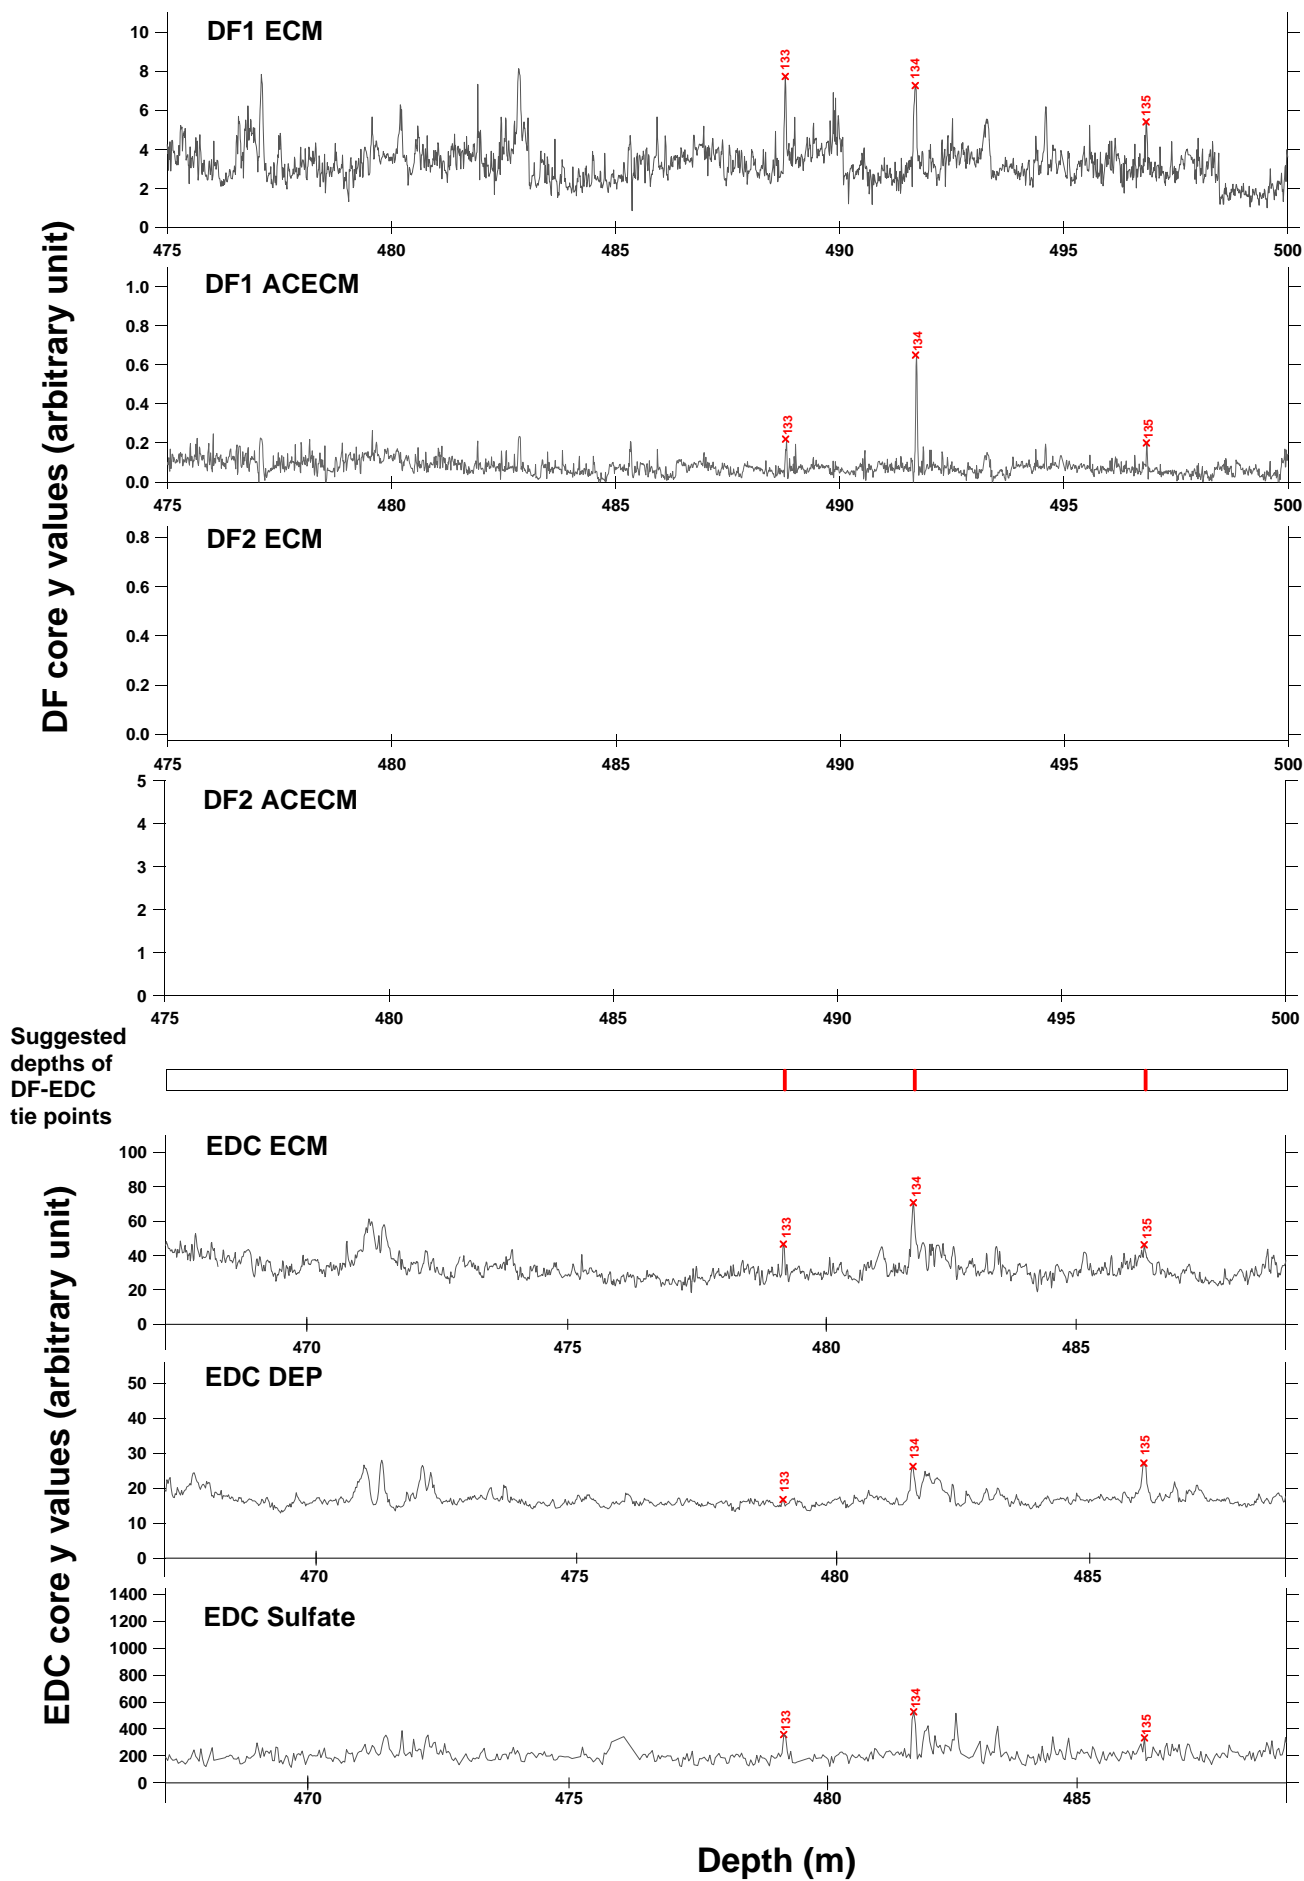 DF core y values (arbitrary unit)
DF1 ECM
10
8
6
4
2
0
133
134
135
475 480 485 490 495 500
DF1 ACECM
1.0
0.8
0.6
0.4
0.2
0.0
133
134
135
475 480 485 490 495 500
DF2 ECM
0.8
0.6
0.4
0.2
0.0
475 480 485 490 495 500
DF2 ACECM
5
4
3
2
1
0
475 480 485 490 495 500
Suggested
depths of
DF-EDC
tie points
EDC core y values (arbitrary unit)
EDC ECM
100
80
60
40
20
0
133
134
135
470 475 480 485
EDC DEP
50
40
30
20
10
0
133
134
135
470 475 480 485
EDC Sulfate
1400
1200
1000
800
600
400
200
0
133
134
135
470 475 480 485
Depth (m)